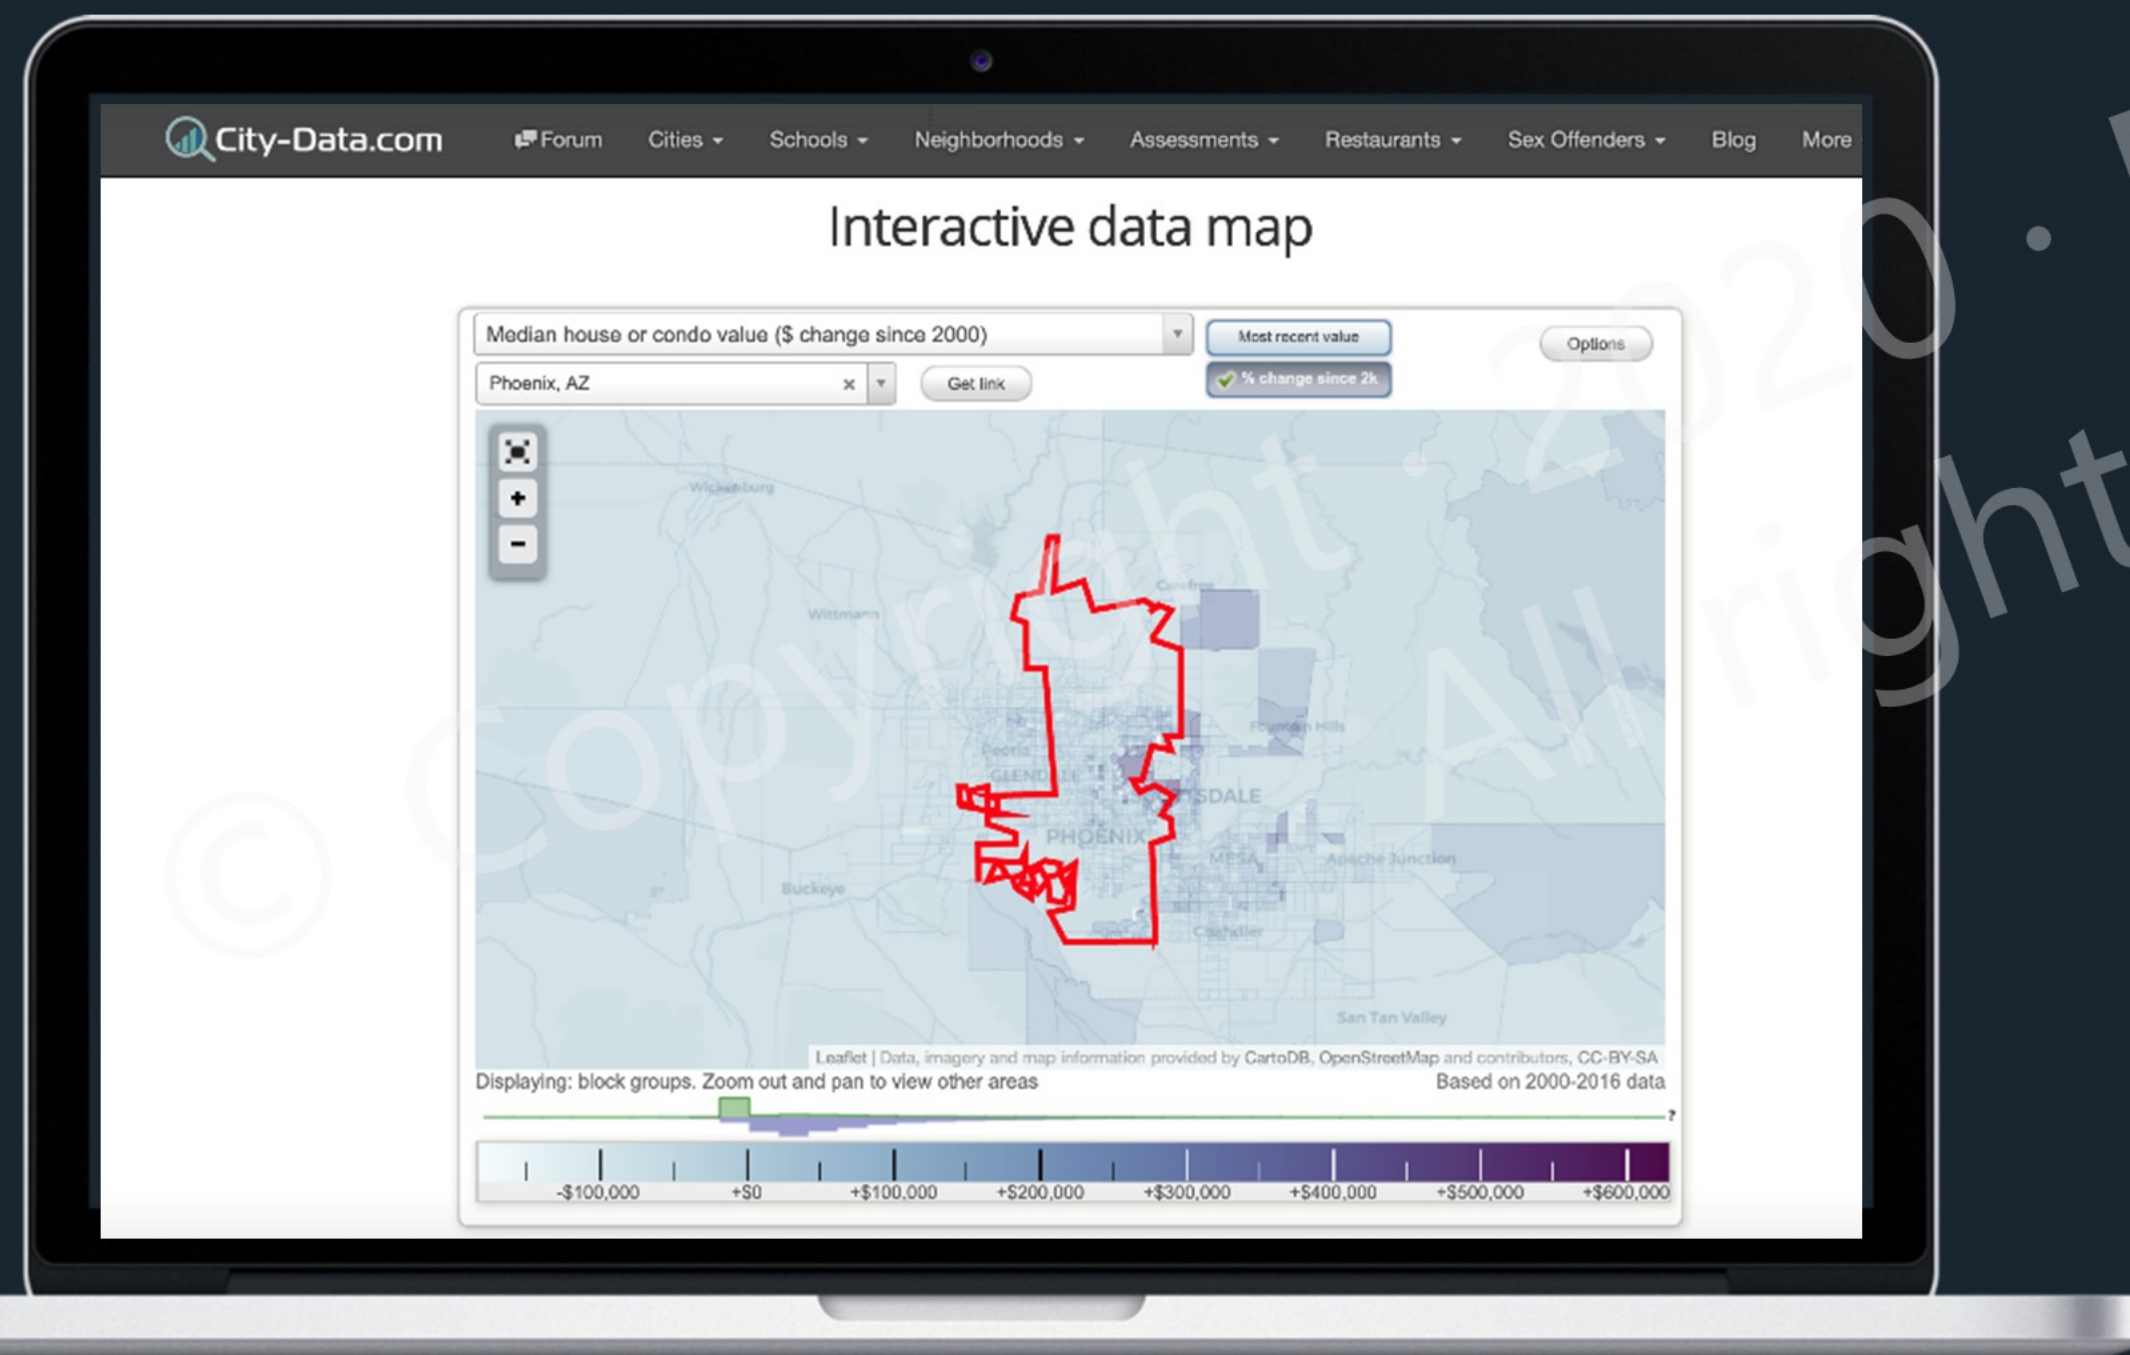 City-Data.com Forum Cities Schools Neighborhoods Assessments Restaurants Sex Offenders Blog More
Interactive data map
Median house or condo value ($ change since 2000) Most recent value Options
Phoenix, AZ × Get link % change since 2k
+
-
Wickenburg
Carefree
Wittmann
Fountain Hills
Peoria
GLENDALE
SDALE
PHOENIX
MESA Apache Junction
Buckeye
Chandler
San Tan Valley
Leaflet | Data, imagery and map information provided by CartoDB, OpenStreetMap and contributors, CC-BY-SA
Displaying: block groups. Zoom out and pan to view other areas Based on 2000-2016 data
?
-$100,000 +$0 +$100,000 +$200,000 +$300,000 +$400,000 +$500,000 +$600,000
© Copyright · 2020 ·
All right